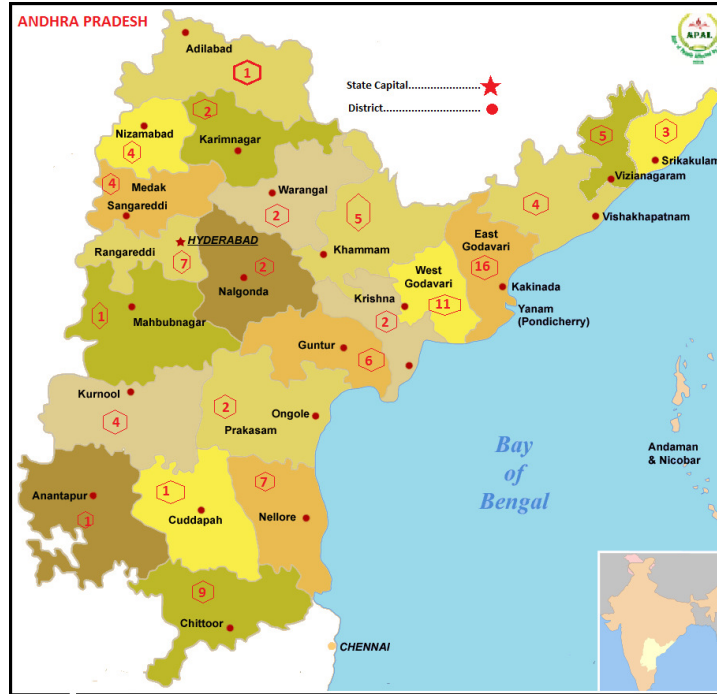 ANDHRA PRADESH
APAL
State Capital
District
Adilabad
1
2
Karimnagar
Nizamabad
4
5
3
Srikakulam
Vizianagaram
4
Vishakhapatnam
4
Medak
Sangareddi
Warangal
2
5
Khammam
East
Godavari
16
Kakinada
Yanam
(Pondicherry)
Rangareddi
HYDERABAD
7
2
Nalgonda
West
Godavari
11
Krishna
2
1
Mahbubnagar
Guntur
6
Kurnool
4
2
Prakasam
Ongole
Bay
of
Bengal
Andaman
& Nicobar
Anantapur
1
1
Cuddapah
7
Nellore
9
Chittoor
CHENNAI